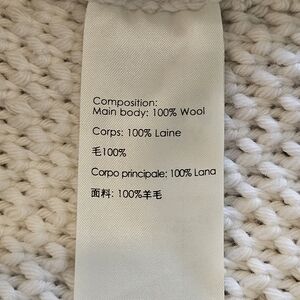 Composition:
Main body: 100% Wool
Corps: 100% Laine
毛100%
Corpo principale: 100% Lana
面料: 100%羊毛